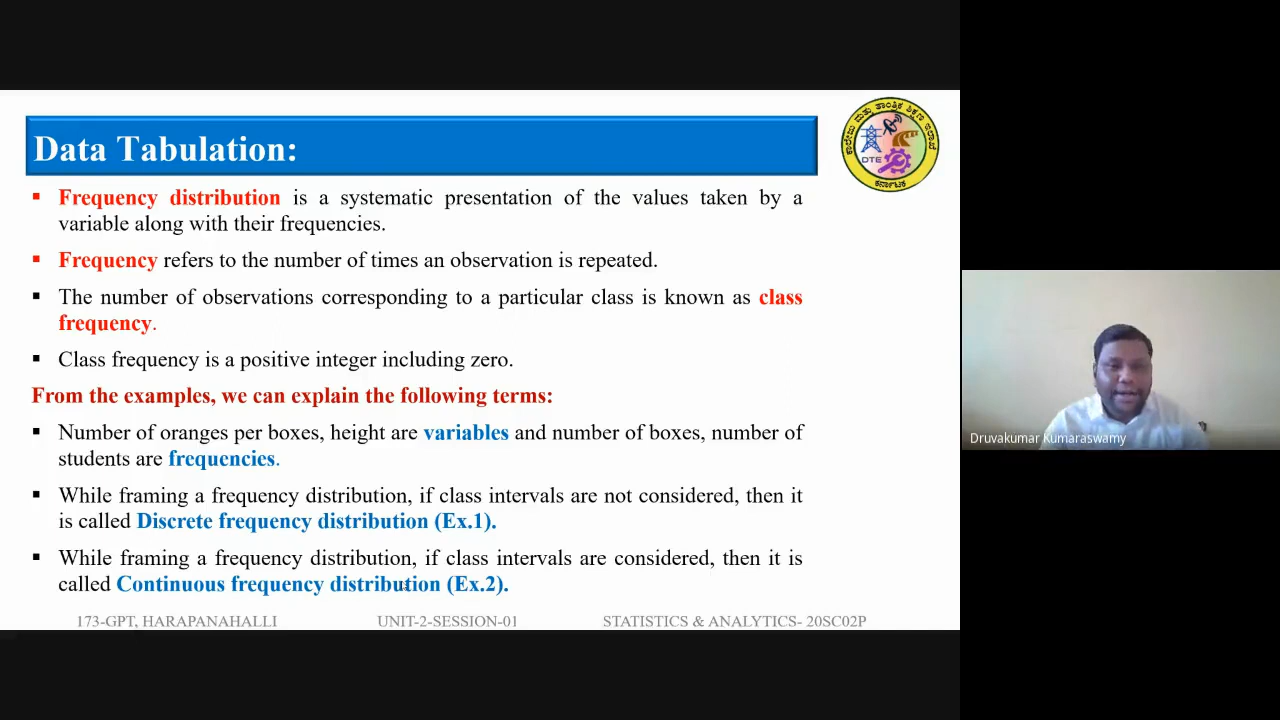 Data Tabulation:
ಕಾಲೇಜು ಮತ್ತು ತಾಂತ್ರಿಕ ಶಿಕ್ಷಣ ಇಲಾಖೆ
DTE
ಕರ್ನಾಟಕ
▪ Frequency distribution is a systematic presentation of the values taken by a
variable along with their frequencies.
▪ Frequency refers to the number of times an observation is repeated.
▪ The number of observations corresponding to a particular class is known as class
frequency.
▪ Class frequency is a positive integer including zero.
From the examples, we can explain the following terms:
▪ Number of oranges per boxes, height are variables and number of boxes, number of
students are frequencies.
▪ While framing a frequency distribution, if class intervals are not considered, then it
is called Discrete frequency distribution (Ex.1).
▪ While framing a frequency distribution, if class intervals are considered, then it is
called Continuous frequency distribution (Ex.2).
173-GPT, HARAPANAHALLI UNIT-2-SESSION-01 STATISTICS & ANALYTICS- 20SC02P
Druvakumar Kumaraswamy